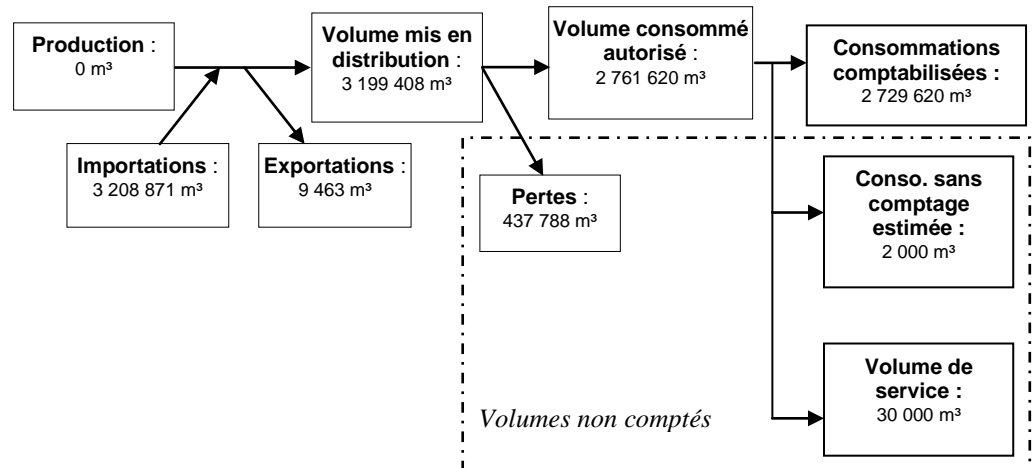 Production :
0 m³
Volume mis en
distribution :
3 199 408 m³
Volume consommé
autorisé :
2 761 620 m³
Consommations
comptabilisées :
2 729 620 m³
Importations :
3 208 871 m³
Exportations :
9 463 m³
Pertes :
437 788 m³
Conso. sans
comptage
estimée :
2 000 m³
Volume de
service :
30 000 m³
Volumes non comptés